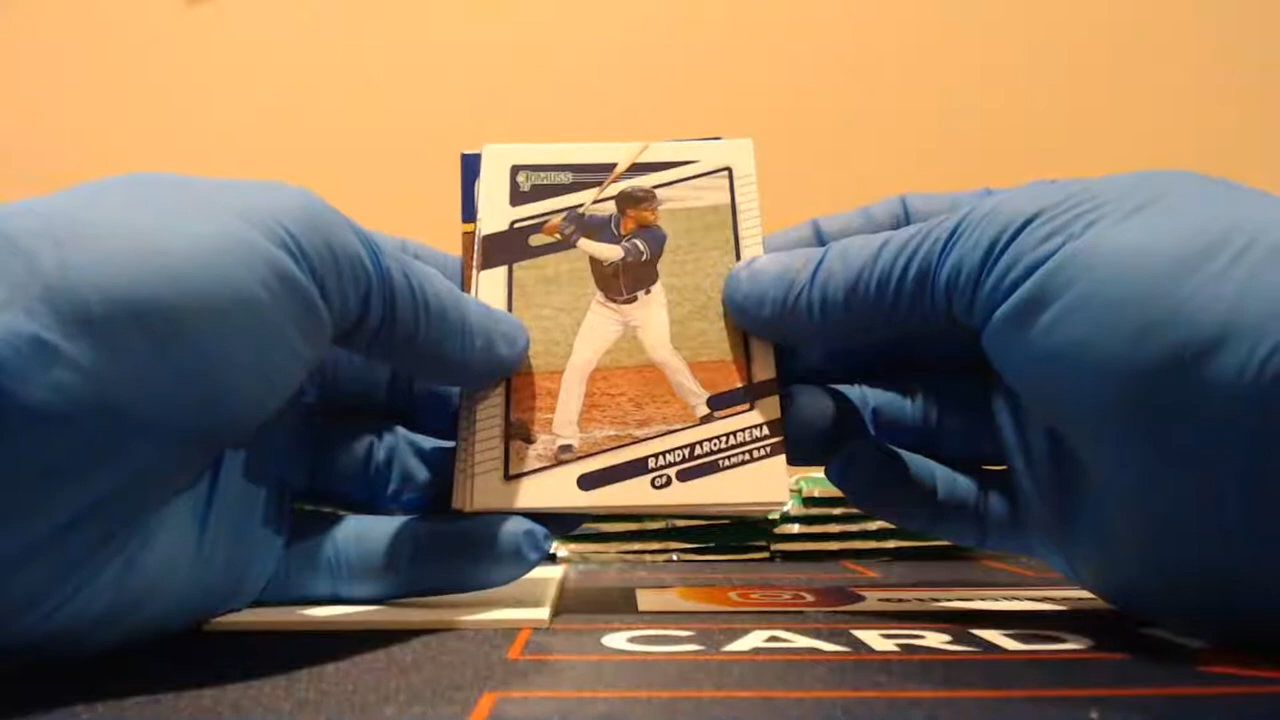 DONRUSS
RANDY AROZARENA
OF
TAMPA BAY
CARD